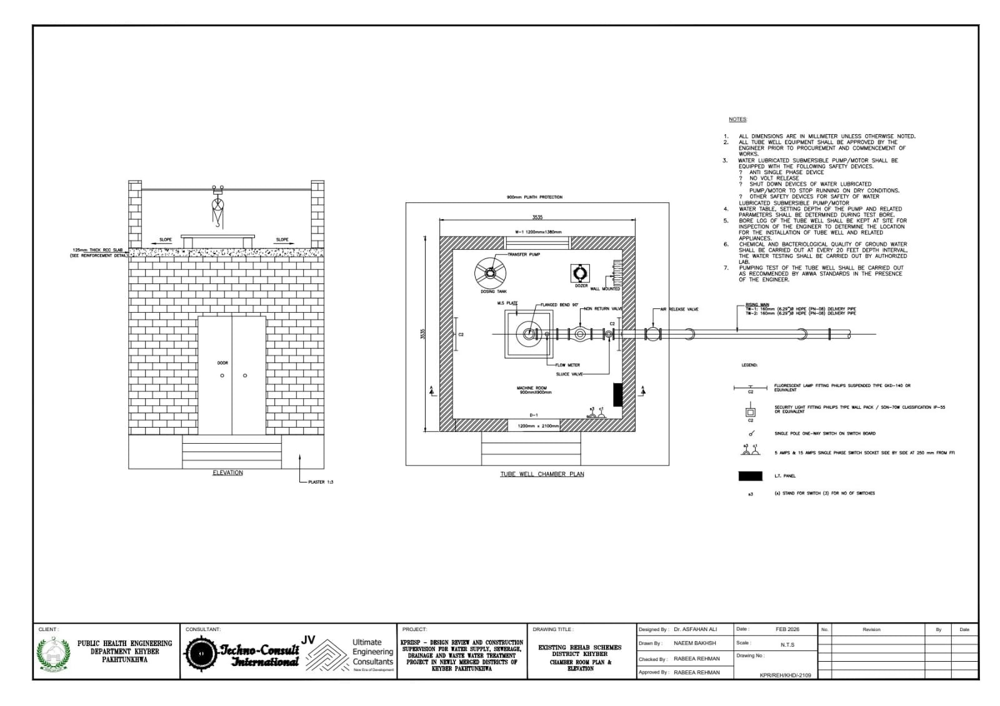 NOTES:
1. ALL DIMENSIONS ARE IN MILLIMETER UNLESS OTHERWISE NOTED.
2. ALL TUBE WELL EQUIPMENT SHALL BE APPROVED BY THE
ENGINEER PRIOR TO PROCUREMENT AND COMMENCEMENT OF
WORKS.
3. WATER LUBRICATED SUBMERSIBLE PUMP/MOTOR SHALL BE
EQUIPPED WITH THE FOLLOWING SAFETY DEVICES.
? ANTI SINGLE PHASE DEVICE
? NO VOLT RELEASE
? SHUT DOWN DEVICES OF WATER LUBRICATED
PUMP/MOTOR TO STOP RUNNING ON DRY CONDITIONS.
? OTHER SAFETY DEVICES FOR SAFETY OF WATER
LUBRICATED SUBMERSIBLE PUMP/MOTOR
4. WATER TABLE, SETTING DEPTH OF THE PUMP AND RELATED
PARAMETERS SHALL BE DETERMINED DURING TEST BORE.
5. BORE LOG OF THE TUBE WELL SHALL BE KEPT AT SITE FOR
INSPECTION OF THE ENGINEER TO DETERMINE THE LOCATION
FOR THE INSTALLATION OF TUBE WELL AND RELATED
APPLIANCES.
6. CHEMICAL AND BACTERIOLOGICAL QUALITY OF GROUND WATER
SHALL BE CARRIED OUT AT EVERY 20 FEET DEPTH INTERVAL,
THE WATER TESTING SHALL BE CARRIED OUT BY AUTHORIZED
LAB.
7. PUMPING TEST OF THE TUBE WELL SHALL BE CARRIED OUT
AS RECOMMENDED BY AWWA STANDARDS IN THE PRESENCE
OF THE ENGINEER.
SLOPE
SLOPE
125mm THICK RCC SLAB
(SEE REINFORCEMENT DETAIL)
DOOR
ELEVATION
PLASTER 1:3
900mm PLINTH PROTECTION
3535
W-1 1200mmx1380mm
TRANSFER PUMP
DOSING TANK
DOZER
WALL MOUNTED
M.S PLATE
FLANGED BEND 90°
NON RETURN VALVE
AIR RELEASE VALVE
C2
3535
C2
FLOW METER
SLUICE VALVE
MACHINE ROOM
900mmX900mm
A
A
s3 c1
D-1
1200mm x 2100mm
TUBE WELL CHAMBER PLAN
RISING MAIN
TW-1: 160mm (6.29")Ø HDPE (PN-08) DELIVERY PIPE
TW-2: 160mm (6.29")Ø HDPE (PN-08) DELIVERY PIPE
LEGEND:
C2
FLUORESCENT LAMP FITTING PHILIPS SUSPENDED TYPE GKD-140 OR
EQUIVALENT
C2
SECURITY LIGHT FITTING PHILIPS TYPE WALL PACK / SON-70W CLASSIFICATION IP-55
OR EQUIVALENT
SINGLE POLE ONE-WAY SWITCH ON SWITCH BOARD
s3 c1
5 AMPS & 15 AMPS SINGLE PHASE SWITCH SOCKET SIDE BY SIDE AT 250 mm FROM FFl
L.T. PANEL
s3
(s) STAND FOR SWITCH (3) FOR NO OF SWITCHES
CLIENT :
PUBLIC HEALTH ENGINEERING
DEPARTMENT KHYBER
PAKHTUNKHWA
CONSULTANT:
Techno-Consult
International
JV
Ultimate
Engineering
Consultants
New Era of Development
PROJECT:
KPRIISP - DESIGN REVIEW AND CONSTRUCTION
SUPERVISION FOR WATER SUPPLY, SEWERAGE,
DRAINAGE AND WASTE WATER TREATMENT
PROJECT IN NEWLY MERGED DISTRICTS OF
KHYBER PAKHTUNKHWA
DRAWING TITLE :
EXISTING REHAB SCHEMES
DISTRICT KHYBER
CHAMBER ROOM PLAN &
ELEVATION
Designed By : Dr. ASFAHAN ALI
Drawn By : NAEEM BAKHSH
Checked By : RABEEA REHMAN
Approved By : RABEEA REHMAN
Date : FEB 2026
Scale : N.T.S
Drawing No :
KPR/REH/KHD/-2109
No. Revision By Date